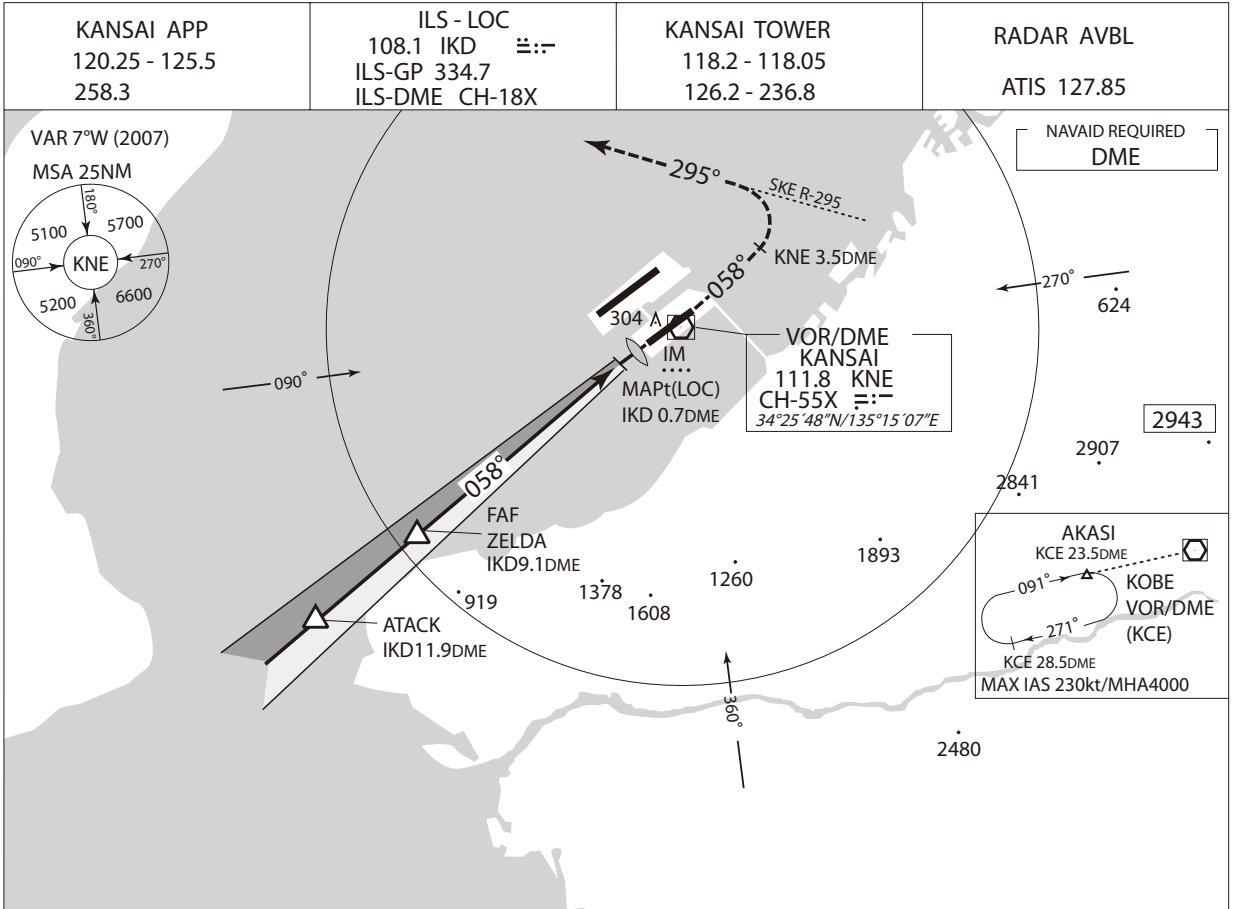 KANSAI APP
120.25 - 125.5
258.3
ILS - LOC
108.1 IKD
ILS-GP 334.7
ILS-DME CH-18X
KANSAI TOWER
118.2 - 118.05
126.2 - 236.8
RADAR AVBL
ATIS 127.85
VAR 7°W (2007)
MSA 25NM
180°
5100
5700
090°
KNE
270°
5200
6600
360°
NAVAID REQUIRED
DME
295°
SKE R-295
KNE 3.5DME
058°
270°
624
304
IM
MAPt(LOC)
IKD 0.7DME
VOR/DME
KANSAI
111.8 KNE
CH-55X
34°25´48”N/135°15´07”E
090°
2943
2907
2841
058°
FAF
ZELDA
IKD9.1DME
1893
1260
1378
1608
919
ATACK
IKD11.9DME
AKASI
KCE 23.5DME
091°
KOBE
VOR/DME
(KCE)
271°
KCE 28.5DME
MAX IAS 230kt/MHA4000
360°
2480